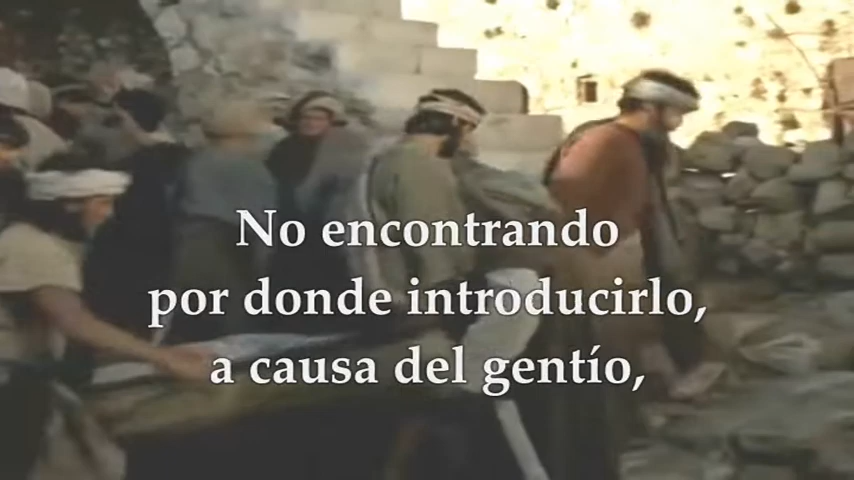 No encontrando
por donde introducirlo,
a causa del gentío,